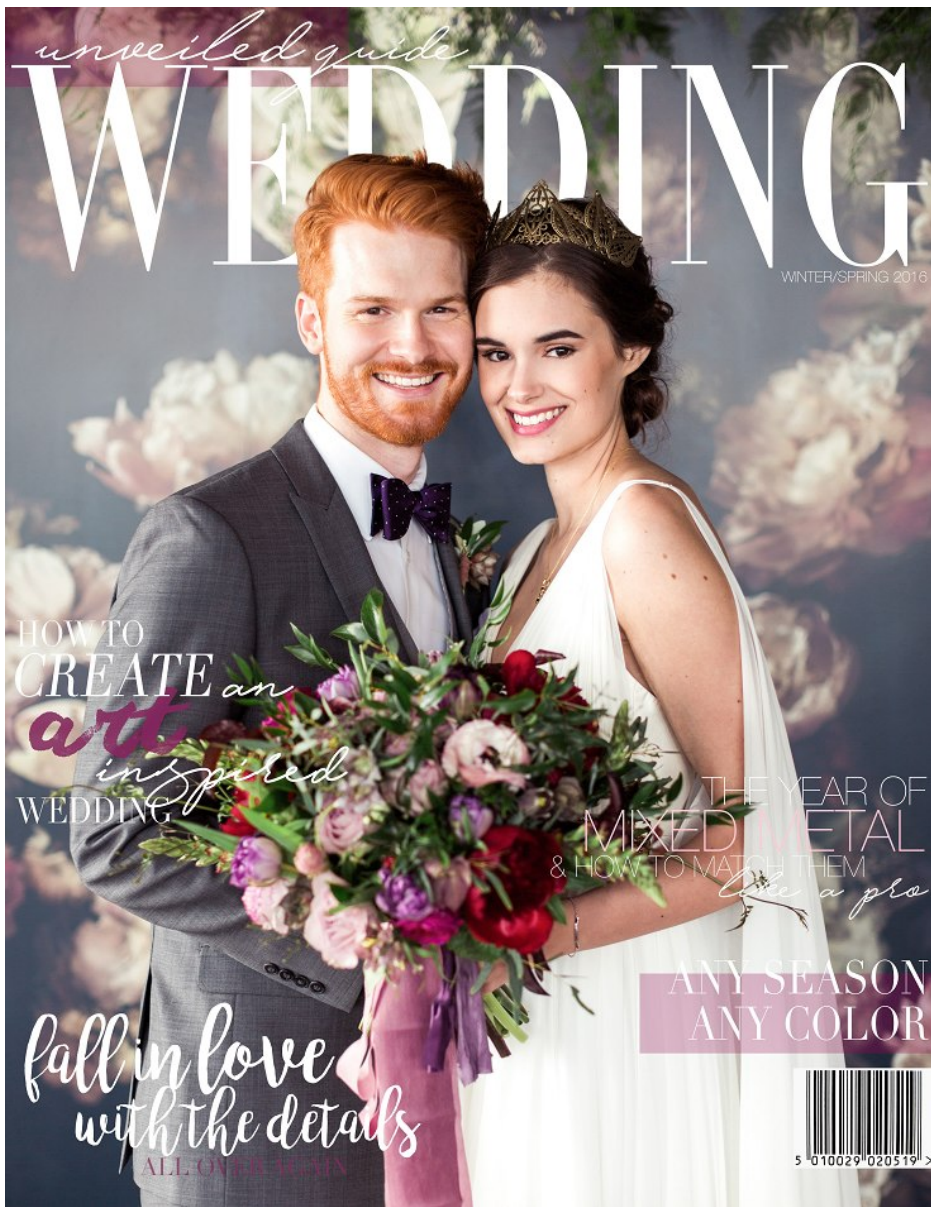 unveiled guide
WEDDING
WINTER/SPRING 2016
HOW TO
CREATE an
art
inspired
WEDDING
THE YEAR OF
MIXED METAL
& HOW TO MATCH THEM
like a pro
ANY SEASON
ANY COLOR
fall in love
with the details
ALL OVER AGAIN
5 010029 020519 >